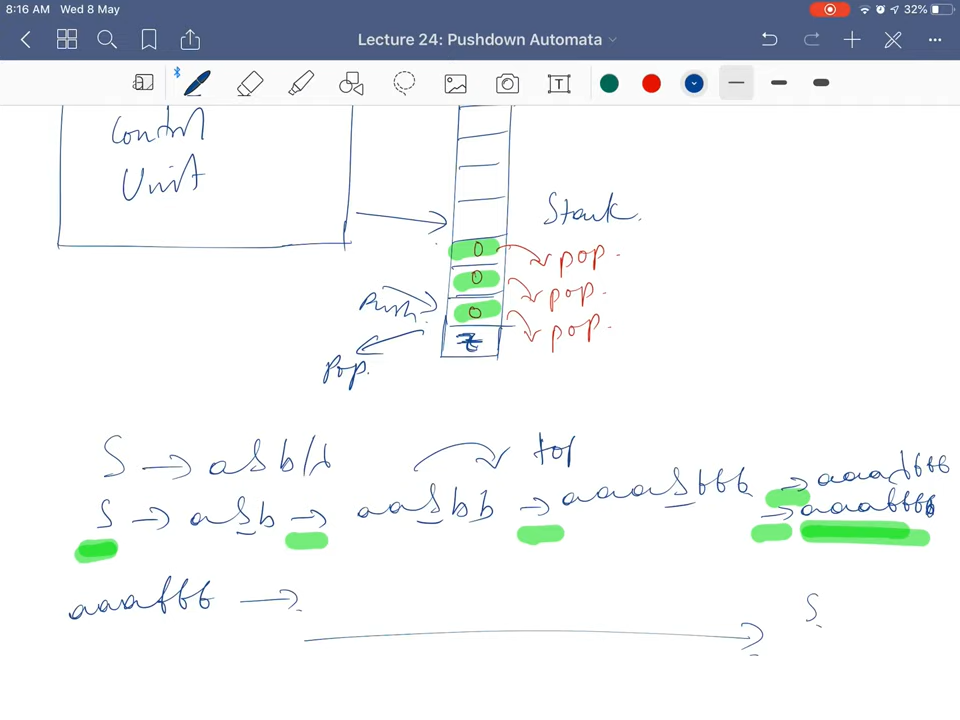 8:16 AM Wed 8 May 32%
Lecture 24: Pushdown Automata
T
Control
Unit
Stack.
0 pop.
0 pop.
Push. 0 pop.
z
Pop.
S → aSb/λ top
S → aSb → aaSbb → aaaSbbb → aaaλbbb
→
aaabbb →
S